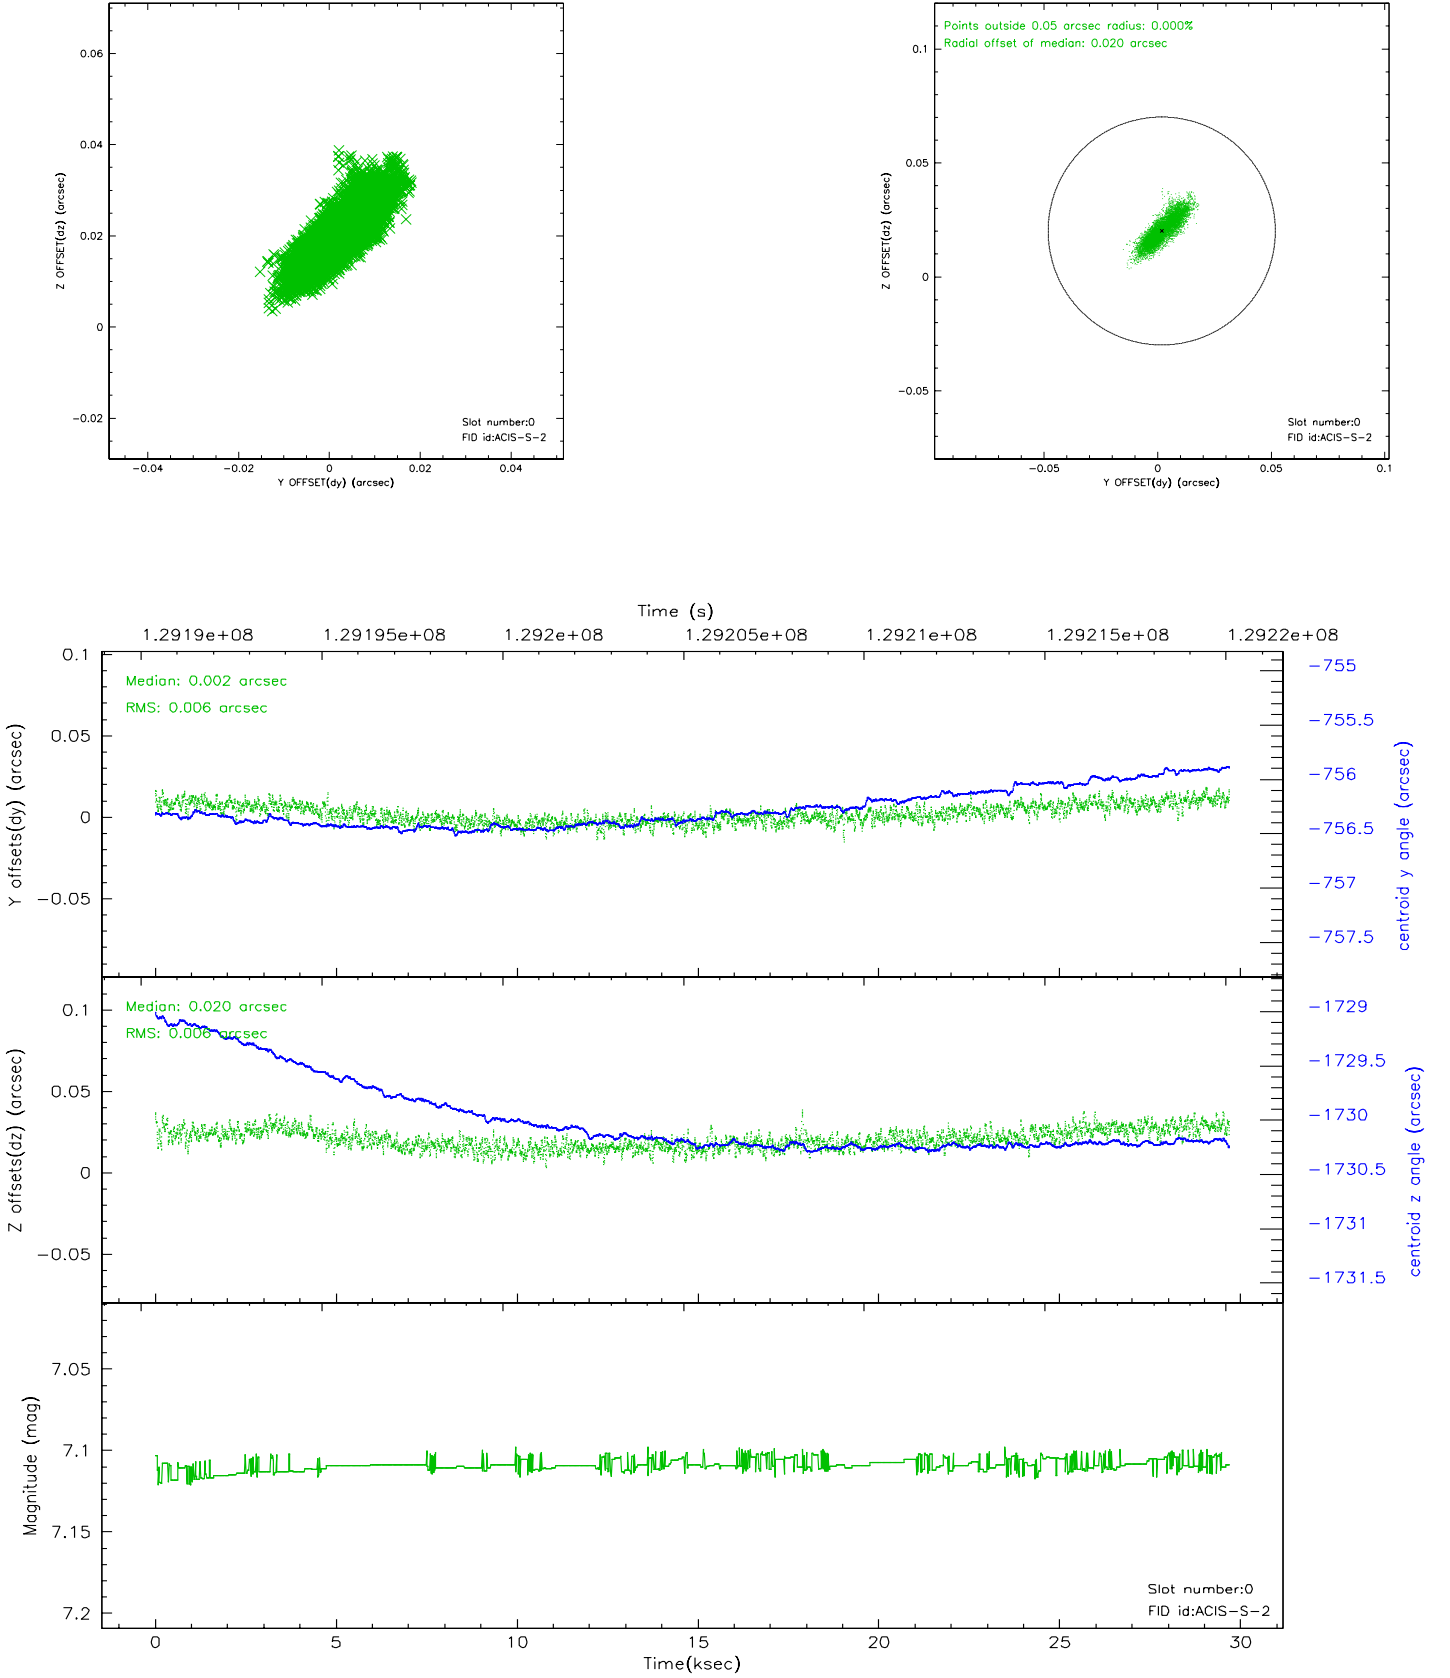 0.06
0.04
0.02
0
−0.02
Z OFFSET(dz) (arcsec)
Slot number:0
FID id:ACIS−S−2
−0.04
−0.02
0
0.02
0.04
Y OFFSET(dy) (arcsec)
Points outside 0.05 arcsec radius: 0.000%
Radial offset of median: 0.020 arcsec
0.1
0.05
0
−0.05
Z OFFSET(dz) (arcsec)
Slot number:0
FID id:ACIS−S−2
−0.05
0
0.05
0.1
Y OFFSET(dy) (arcsec)
Time (s)
1.2919e+08
1.29195e+08
1.292e+08
1.29205e+08
1.2921e+08
1.29215e+08
1.2922e+08
Median: 0.002 arcsec
RMS: 0.006 arcsec
0.1
0.05
0
−0.05
Y offsets(dy) (arcsec)
−755
−755.5
−756
−756.5
−757
−757.5
centroid y angle (arcsec)
Median: 0.020 arcsec
RMS: 0.006 arcsec
0.1
0.05
0
−0.05
Z offsets(dz) (arcsec)
−1729
−1729.5
−1730
−1730.5
−1731
−1731.5
centroid z angle (arcsec)
7.05
7.1
7.15
7.2
Magnitude (mag)
Slot number:0
FID id:ACIS−S−2
0
5
10
15
20
25
30
Time(ksec)